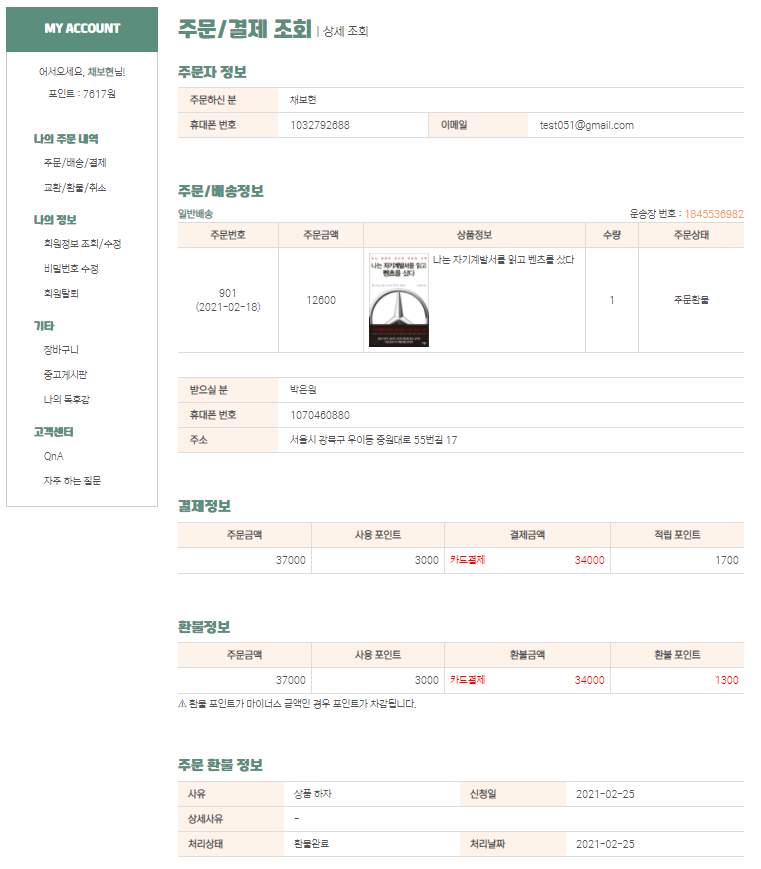 MY ACCOUNT
어서오세요, 채보현님!
포인트 : 7617원
나의 주문 내역
주문/배송/결제
교환/환불/취소
나의 정보
회원정보 조회/수정
비밀번호 수정
회원탈퇴
기타
장바구니
중고게시판
나의 독후감
고객센터
QnA
자주 하는 질문
주문/결제 조회 | 상세 조회
주문자 정보
주문하신 분 채보현
휴대폰 번호 1032792688 이메일 test051@gmail.com
주문/배송정보
일반배송 운송장 번호 : 1845536982
주문번호 주문금액 상품정보 수량 주문상태
901
(2021-02-18) 12600 나는 자기계발서를 읽고 벤츠를 샀다 1 주문환불
나는 자기계발서를 읽고
벤츠를 샀다
받으실 분 박은원
휴대폰 번호 1070460880
주소 서울시 강북구 우이동 중원대로 55번길 17
결제정보
주문금액 사용 포인트 결제금액 적립 포인트
37000 3000 카드결제 34000 1700
환불정보
주문금액 사용 포인트 환불금액 환불 포인트
37000 3000 카드결제 34000 1300
⚠ 환불 포인트가 마이너스 금액인 경우 포인트가 차감됩니다.
주문 환불 정보
사유 상품 하자 신청일 2021-02-25
상세사유 -
처리상태 환불완료 처리날짜 2021-02-25